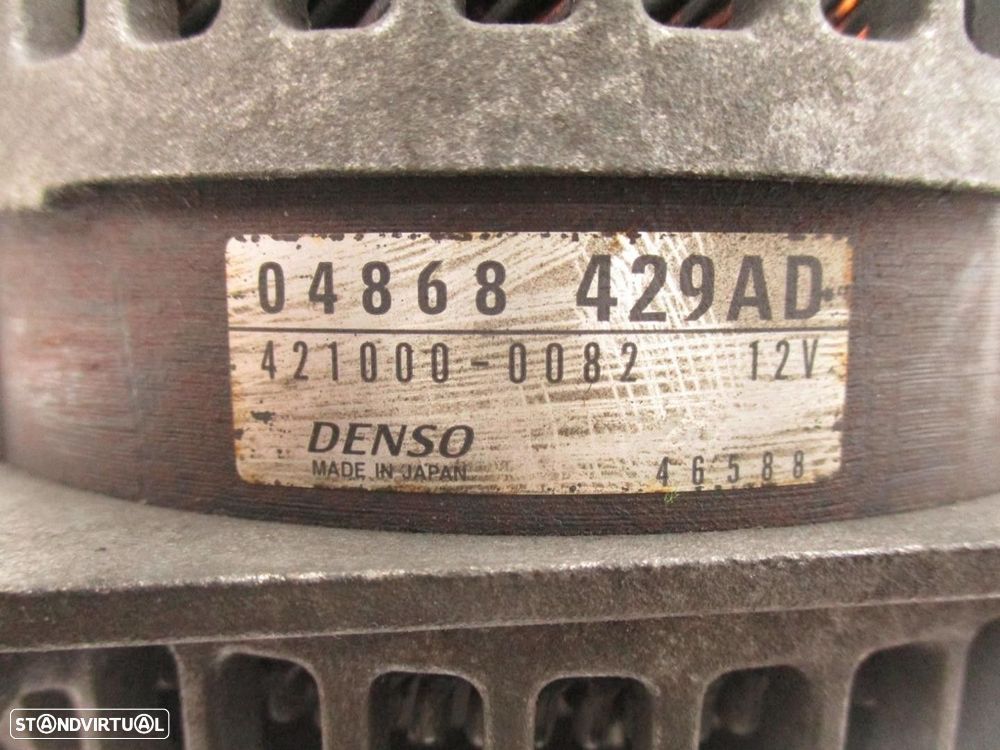 04868 429AD
421000-0082 12V
DENSO
MADE IN JAPAN 46588
STANDVIRTUAL